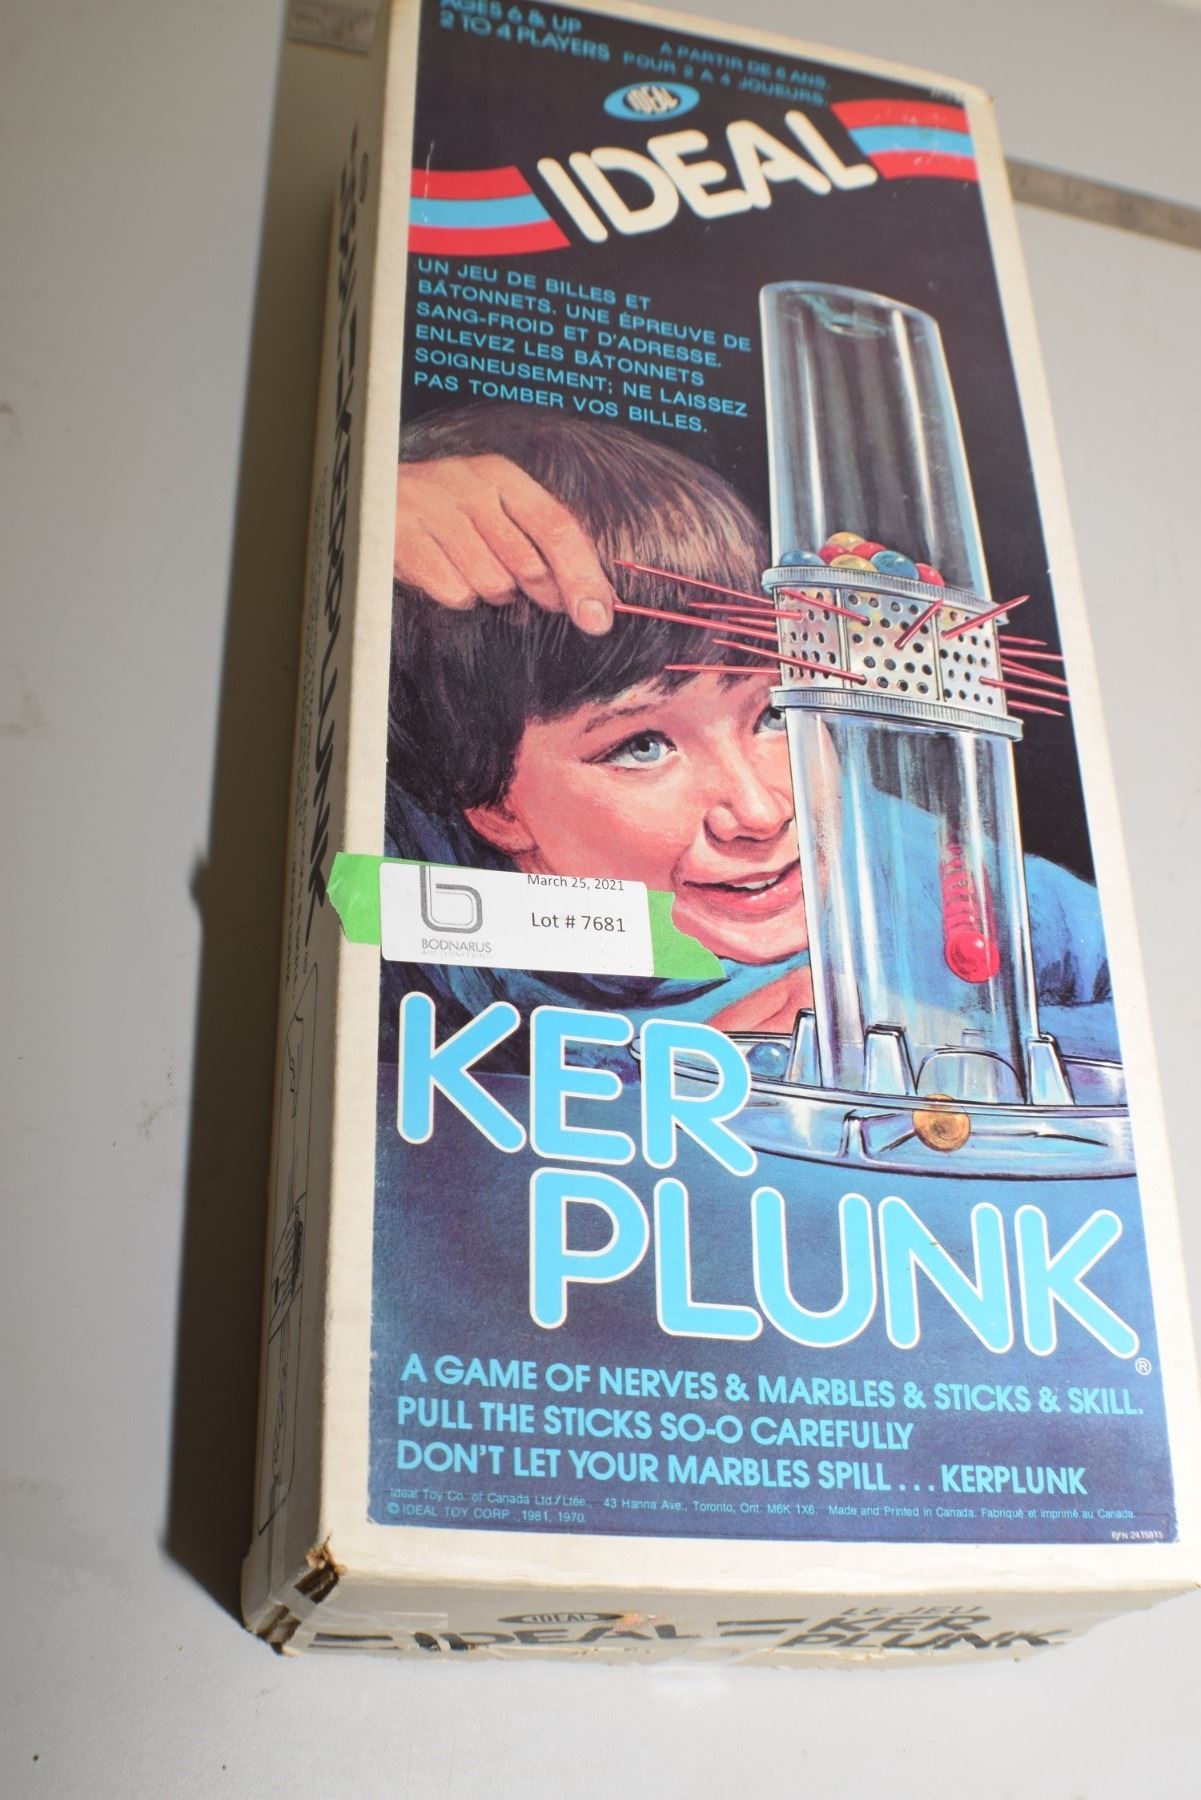 AGES 6 & UP
2 TO 4 PLAYERS
A PARTIR DE 6 ANS.
POUR 2 A 4 JOUEURS.
IDEAL
IDEAL
UN JEU DE BILLES ET
BÂTONNETS. UNE ÉPREUVE DE
SANG-FROID ET D'ADRESSE.
ENLEVEZ LES BÂTONNETS
SOIGNEUSEMENT; NE LAISSEZ
PAS TOMBER VOS BILLES.
March 25, 2021
Lot # 7681
BODNARUS
AUCTIONEERING
KER
PLUNK®
A GAME OF NERVES & MARBLES & STICKS & SKILL.
PULL THE STICKS SO-O CAREFULLY
DON'T LET YOUR MARBLES SPILL... KERPLUNK
Ideal Toy Co. of Canada Ltd./Ltée., 43 Hanna Ave., Toronto, Ont. M6K 1X6. Made and Printed in Canada. Fabriqué et imprimé au Canada.
© IDEAL TOY CORP., 1981, 1970.
P/N 2415815
KERPLUNK
IDEAL
IDEAL
LE JEU
KER
PLUNK